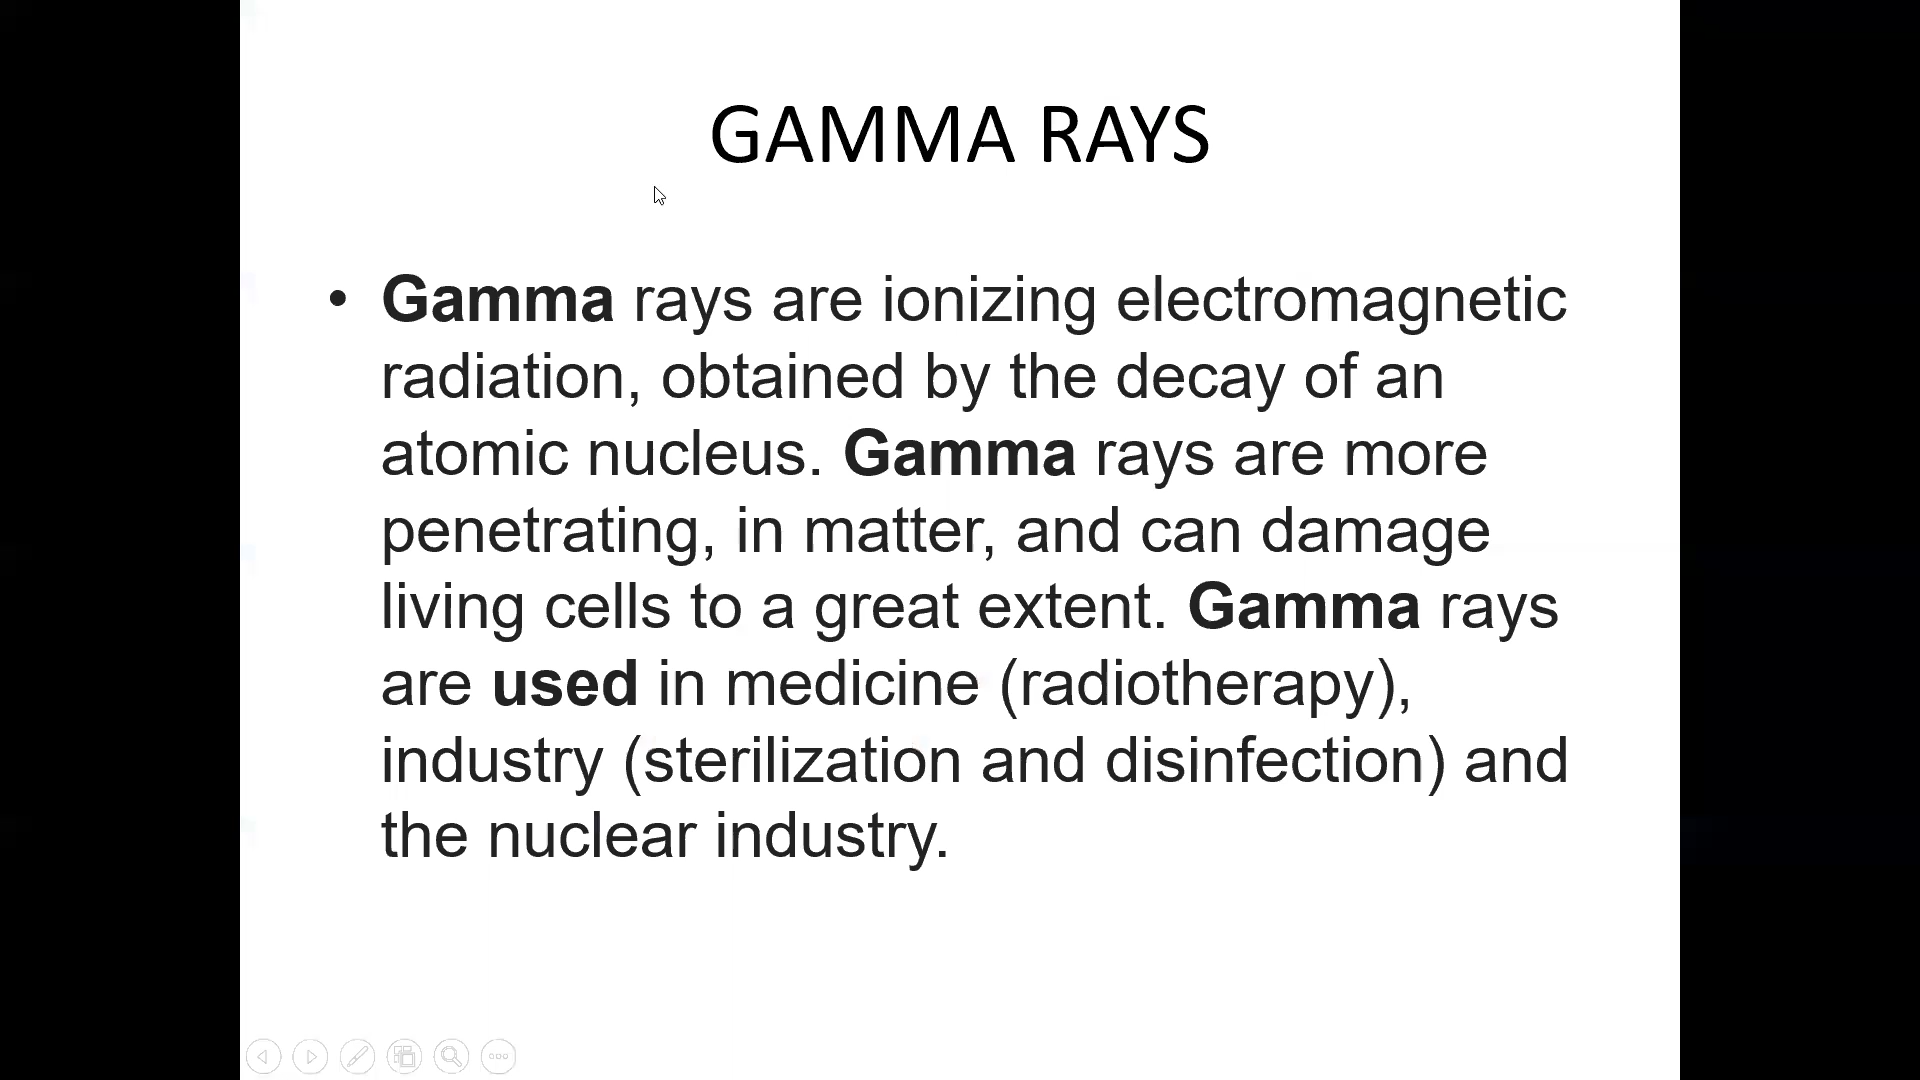 GAMMA RAYS
• Gamma rays are ionizing electromagnetic
radiation, obtained by the decay of an
atomic nucleus. Gamma rays are more
penetrating, in matter, and can damage
living cells to a great extent. Gamma rays
are used in medicine (radiotherapy),
industry (sterilization and disinfection) and
the nuclear industry.